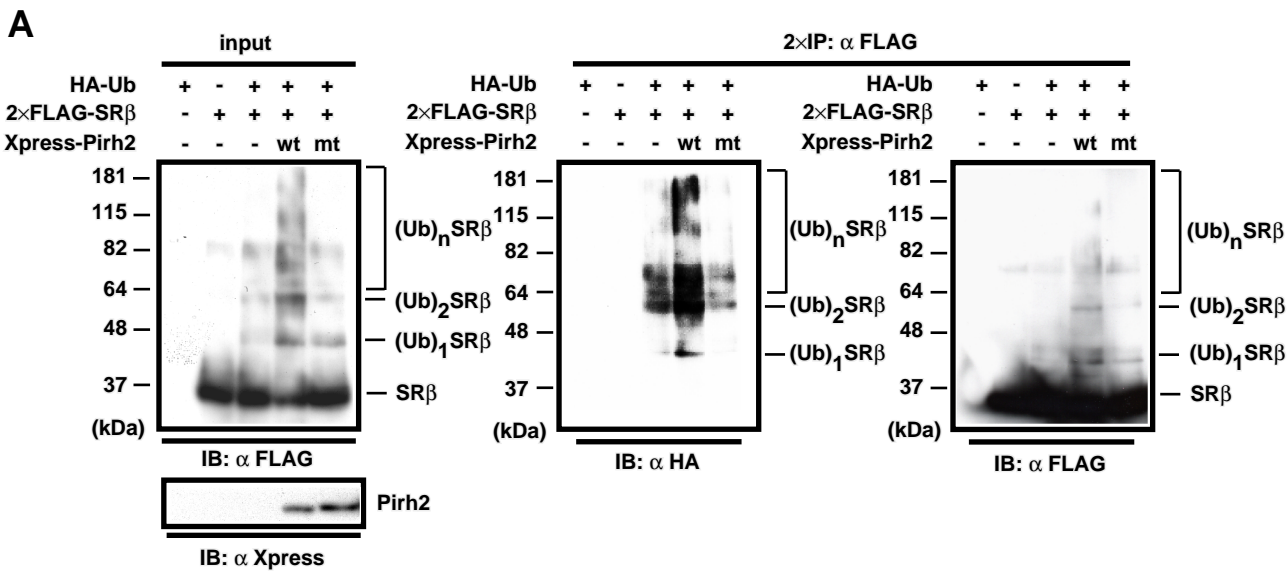 A
input
HA-Ub + - + + +
2×FLAG-SRβ - + + + +
Xpress-Pirh2 - - - wt mt
181
115
82
64
48
37
(kDa)
(Ub)nSRβ
(Ub)2SRβ
(Ub)1SRβ
SRβ
IB: α FLAG
Pirh2
IB: α Xpress
2×IP: α FLAG
HA-Ub + - + + +
2×FLAG-SRβ - + + + +
Xpress-Pirh2 - - - wt mt
181
115
82
64
48
37
(kDa)
(Ub)nSRβ
(Ub)2SRβ
(Ub)1SRβ
IB: α HA
HA-Ub + - + + +
2×FLAG-SRβ - + + + +
Xpress-Pirh2 - - - wt mt
181
115
82
64
48
37
(kDa)
(Ub)nSRβ
(Ub)2SRβ
(Ub)1SRβ
SRβ
IB: α FLAG